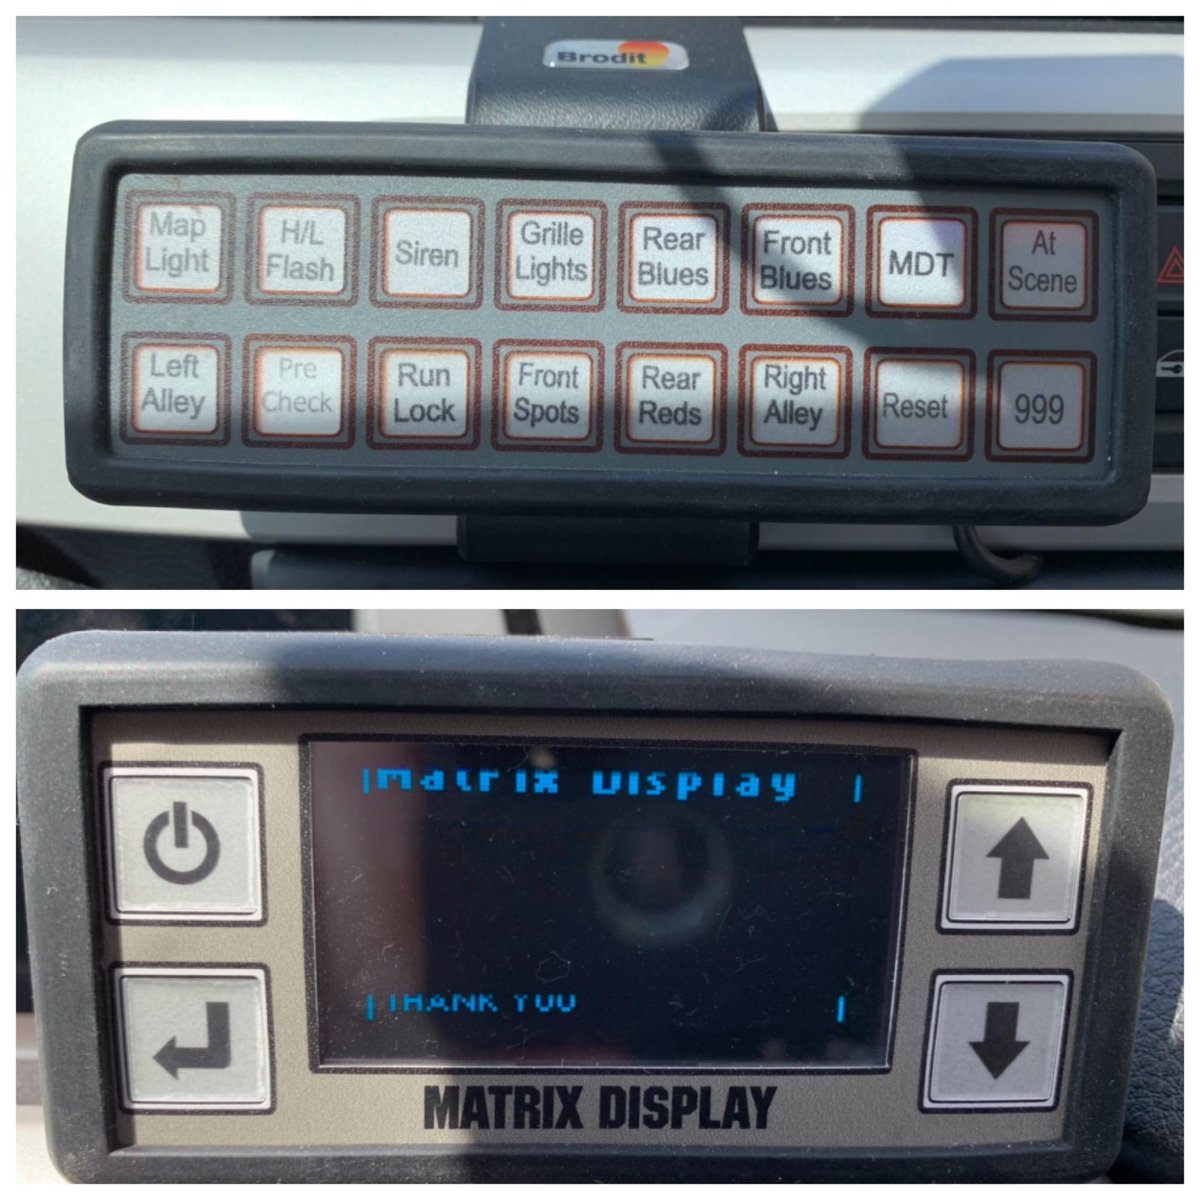 Brodit
Map
Light
H/L
Flash
Siren
Grille
Lights
Rear
Blues
Front
Blues
MDT
At
Scene
Left
Alley
Pre
Check
Run
Lock
Front
Spots
Rear
Reds
Right
Alley
Reset
999
Matrix Display
THANK YOU
MATRIX DISPLAY